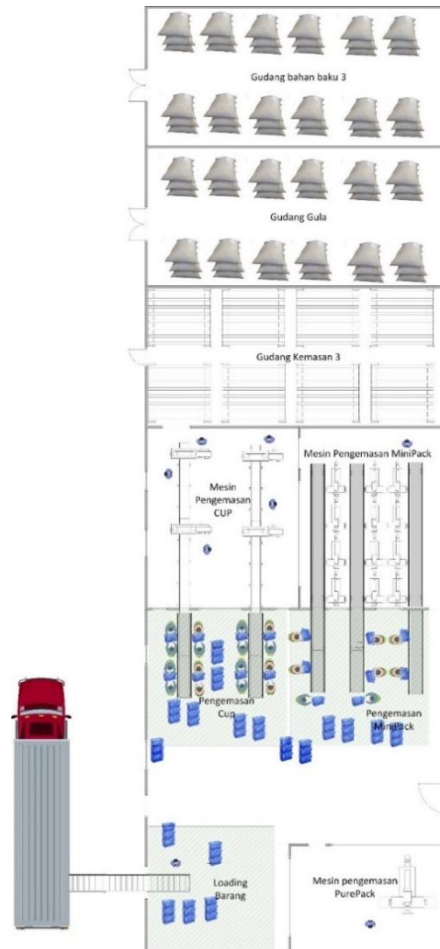 Gudang bahan baku 3
Gudang Gula
Gudang Kemasan 3
Mesin Pengemasan MiniPack
Mesin
Pengemasan
CUP
Pengemasan
Cup
Pengemasan
MiniPack
Loading
Barang
Mesin pengemasan
PurePack